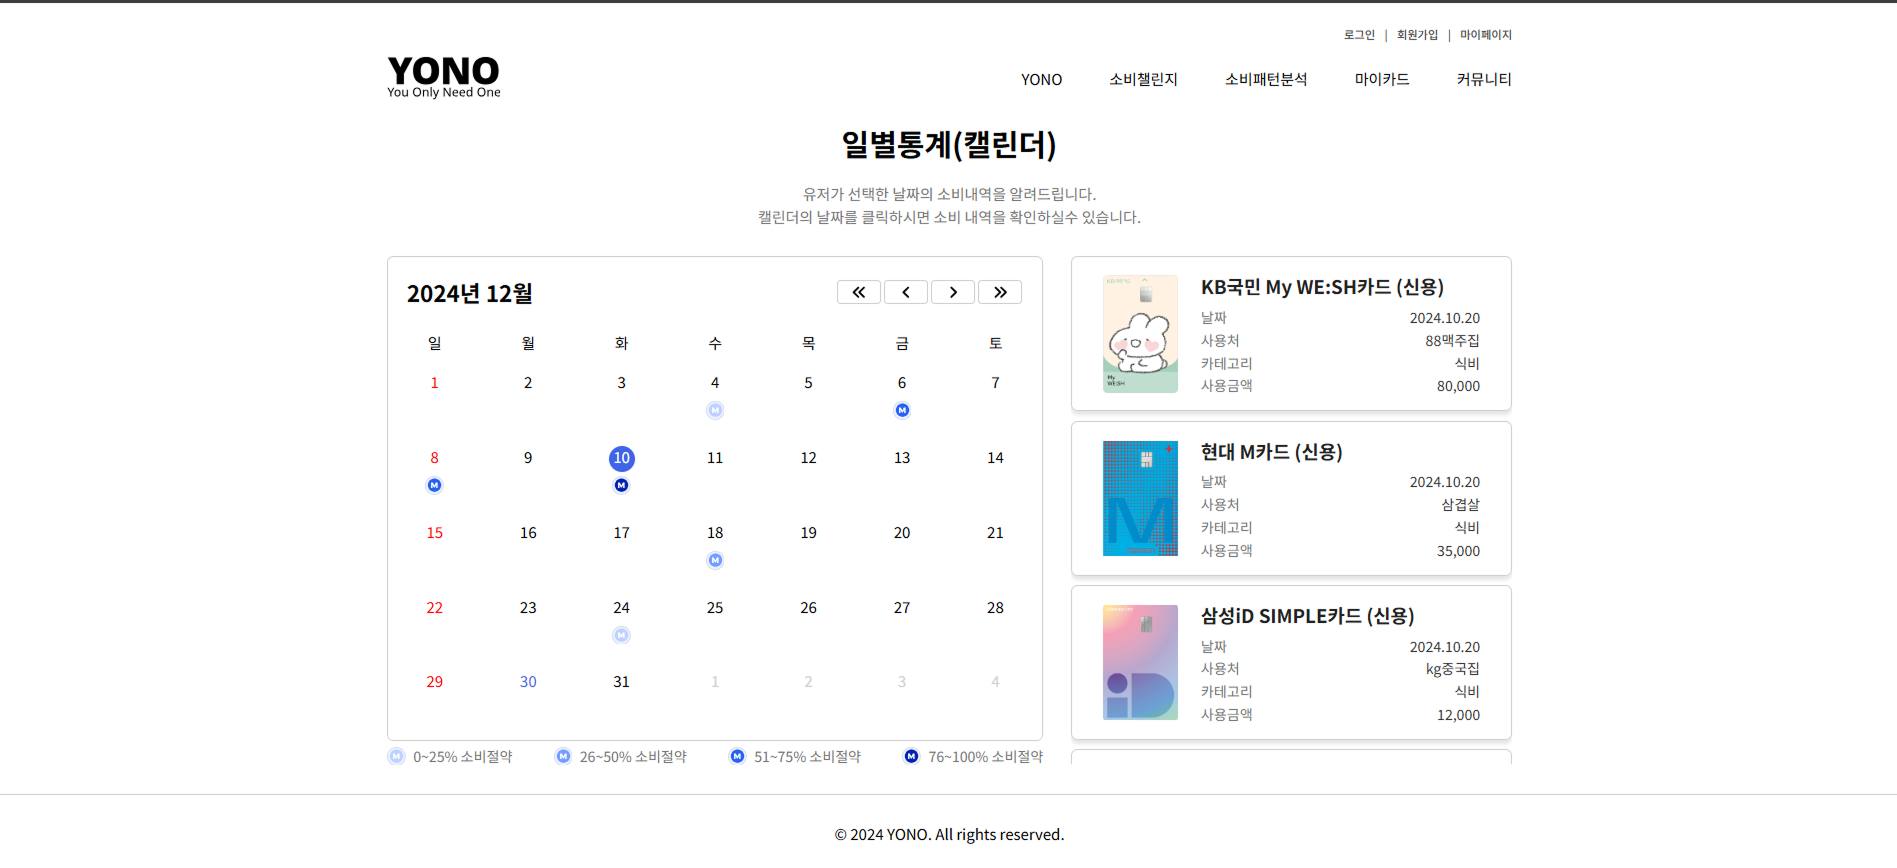 로그인 | 회원가입 | 마이페이지
YONO
You Only Need One
YONO 소비챌린지 소비패턴분석 마이카드 커뮤니티
일별통계(캘린더)
유저가 선택한 날짜의 소비내역을 알려드립니다.
캘린더의 날짜를 클릭하시면 소비 내역을 확인하실수 있습니다.
2024년 12월
일 월 화 수 목 금 토
1 2 3 4 5 6 7
M M
8 9 10 11 12 13 14
M M
15 16 17 18 19 20 21
M
22 23 24 25 26 27 28
M
29 30 31 1 2 3 4
M 0~25% 소비절약 M 26~50% 소비절약 M 51~75% 소비절약 M 76~100% 소비절약
My
WE:SH
KB국민 My WE:SH카드 (신용)
날짜 2024.10.20
사용처 88맥주집
카테고리 식비
사용금액 80,000
M
현대 M카드 (신용)
날짜 2024.10.20
사용처 삼겹살
카테고리 식비
사용금액 35,000
iD
삼성iD SIMPLE카드 (신용)
날짜 2024.10.20
사용처 kg중국집
카테고리 식비
사용금액 12,000
© 2024 YONO. All rights reserved.